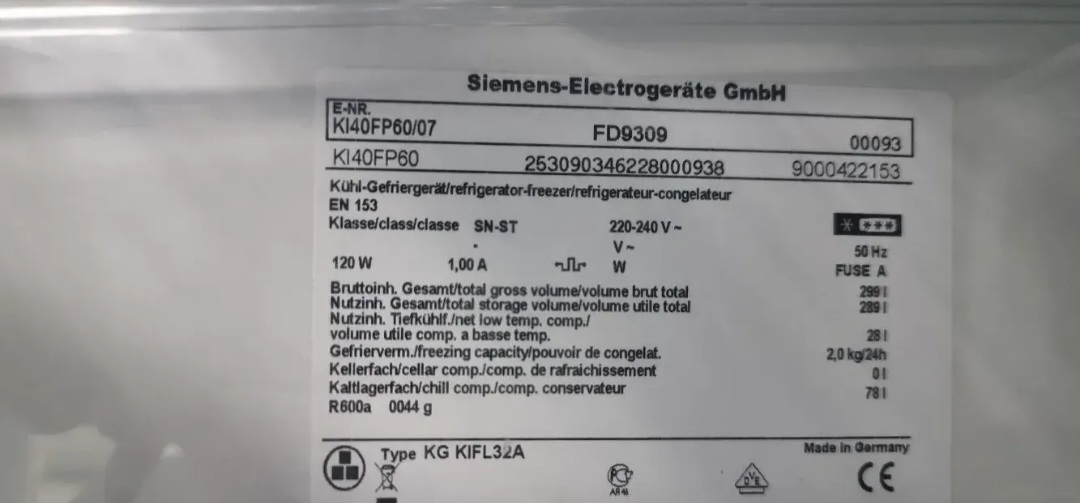 Siemens-Electrogeräte GmbH
E-NR.
KI40FP60/07 FD9309 00093
KI40FP60 253090346228000938 9000422153
Kühl-Gefriergerät/refrigerator-freezer/refrigerateur-congelateur
EN 153
Klasse/class/classe SN-ST 220-240 V ~
V ~ 50 Hz
120 W 1,00 A W FUSE A
Bruttoinh. Gesamt/total gross volume/volume brut total 299 l
Nutzinh. Gesamt/total storage volume/volume utile total 289 l
Nutzinh. Tiefkühlf./net low temp. comp./
volume utile comp. a basse temp. 28 l
Gefrierverm./freezing capacity/pouvoir de congelat. 2,0 kg/24h
Kellerfach/cellar comp./comp. de rafraichissement 0 l
Kaltlagerfach/chill comp./comp. conservateur 78 l
R600a 0044 g
Type KG KIFL32A Made in Germany
PCT DVE CE
АЯ 46